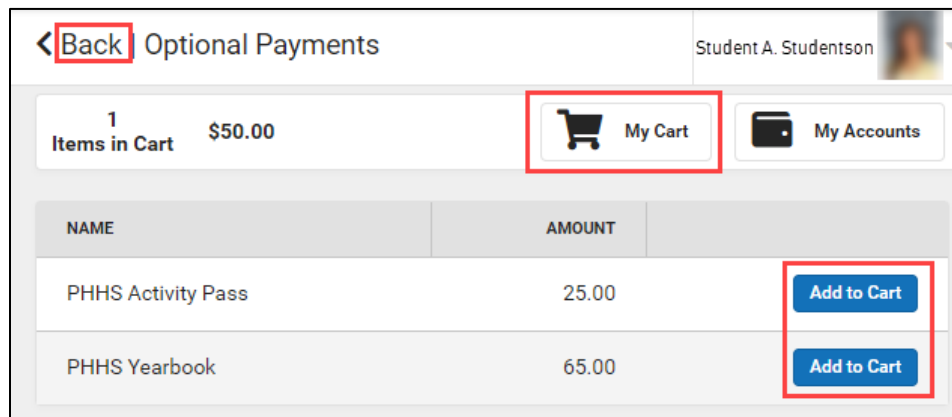 Back | Optional Payments
Student A. Studentson
1
Items in Cart
$50.00
My Cart
My Accounts
NAME AMOUNT
PHHS Activity Pass 25.00 Add to Cart
PHHS Yearbook 65.00 Add to Cart